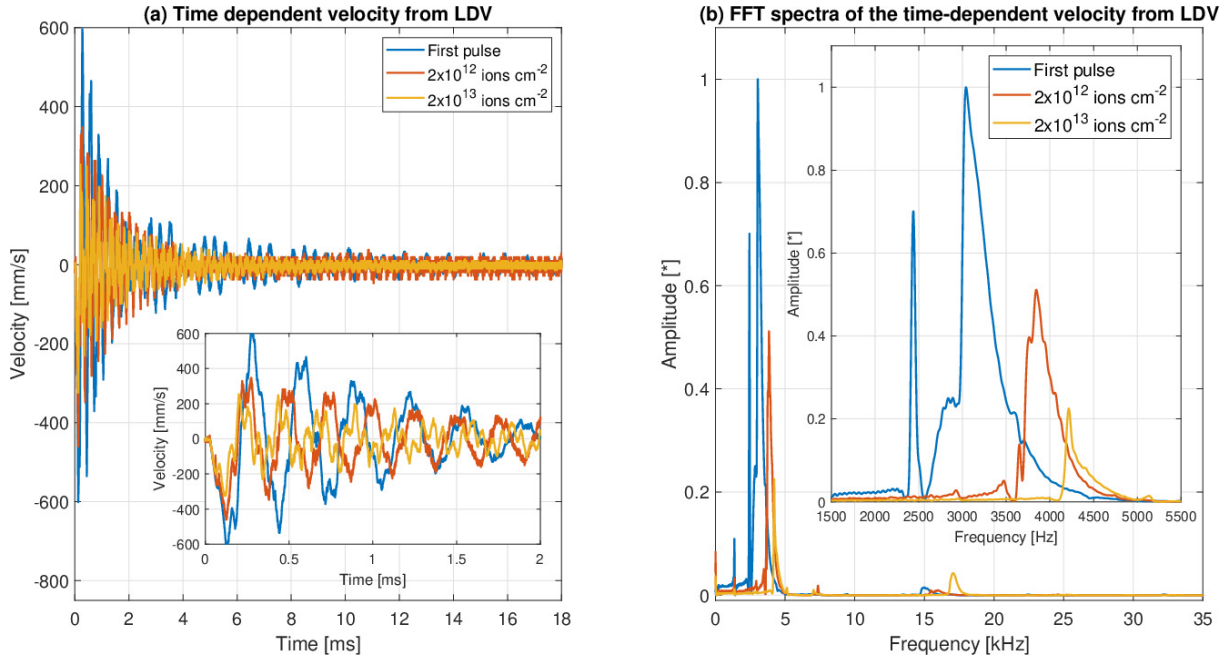 (a) Time dependent velocity from LDV
600
400
200
0
-200
-400
-600
-800
Velocity [mm/s]
0 2 4 6 8 10 12 14 16 18
Time [ms]
First pulse
2x10¹² ions cm⁻²
2x10¹³ ions cm⁻²
600
400
200
0
-200
-400
-600
Velocity [mm/s]
0 0.5 1 1.5 2
Time [ms]
(b) FFT spectra of the time-dependent velocity from LDV
1
0.8
0.6
0.4
0.2
0
Amplitude [*]
0 5 10 15 20 25 30 35
Frequency [kHz]
First pulse
2x10¹² ions cm⁻²
2x10¹³ ions cm⁻²
1
0.8
0.6
0.4
0.2
0
Amplitude [*]
1500 2000 2500 3000 3500 4000 4500 5000 5500
Frequency [Hz]